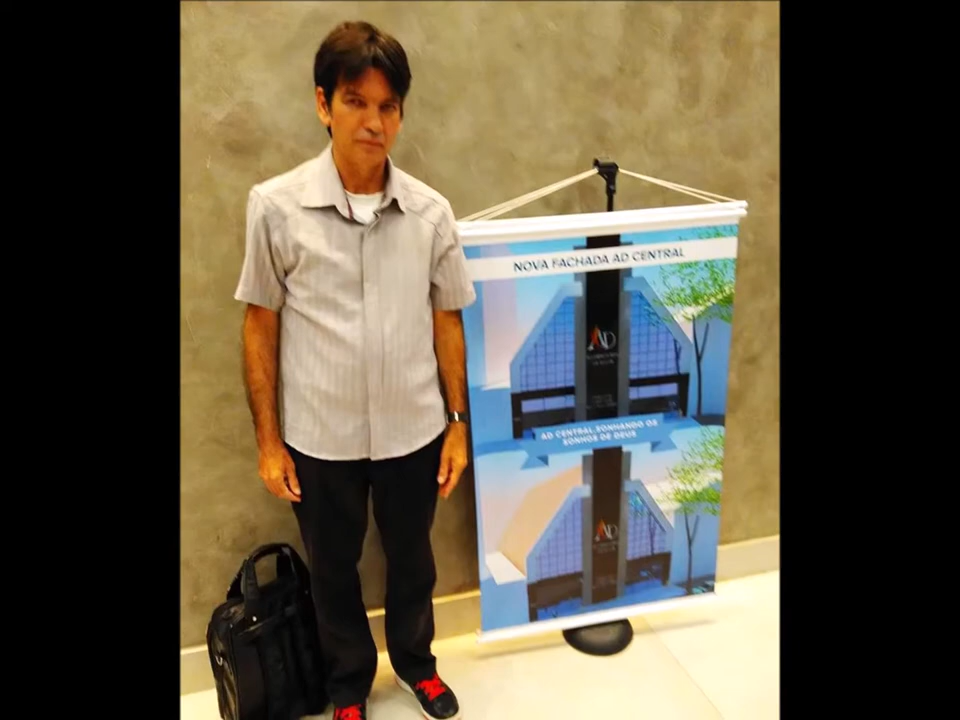 NOVA FACHADA AD CENTRAL
AD
AD CENTRAL, SONHANDO OS
SONHOS DE DEUS
AD